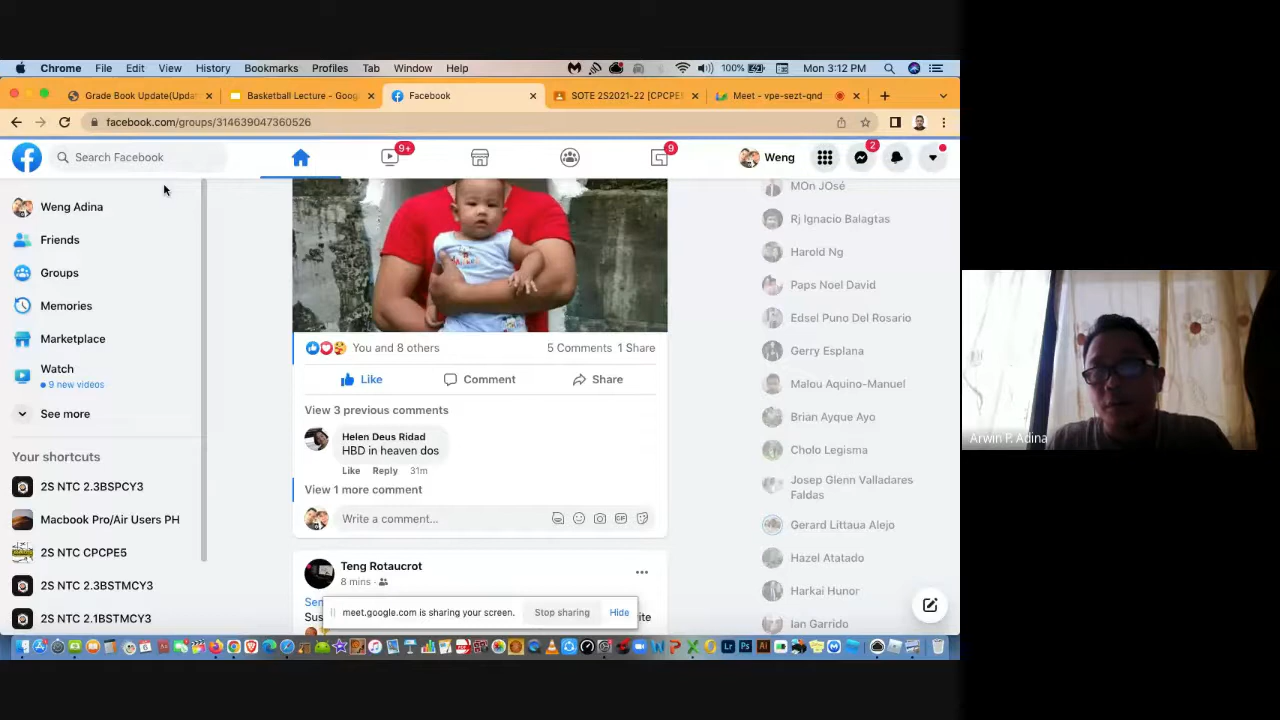 Chrome File Edit View History Bookmarks Profiles Tab Window Help 100% Mon 3:12 PM
Grade Book Update(Updat Basketball Lecture - Goog Facebook SOTE 2S2021-22 [CPCPE5 Meet - vpe-sezt-qnd
facebook.com/groups/314639047360526
Search Facebook
9+
9
Weng
2
Weng Adina
Friends
Groups
Memories
Marketplace
Watch
9 new videos
See more
Your shortcuts
2S NTC 2.3BSPCY3
Macbook Pro/Air Users PH
2S NTC CPCPE5
2S NTC 2.3BSTMCY3
2S NTC 2.1BSTMCY3
You and 8 others 5 Comments 1 Share
Like Comment Share
View 3 previous comments
Helen Deus Ridad
HBD in heaven dos
Like Reply 31m
View 1 more comment
Write a comment...
GIF
Teng Rotaucrot
8 mins
meet.google.com is sharing your screen. Stop sharing Hide
MOn JOsé
Rj Ignacio Balagtas
Harold Ng
Paps Noel David
Edsel Puno Del Rosario
Gerry Esplana
Malou Aquino-Manuel
Brian Ayque Ayo
Cholo Legisma
Josep Glenn Valladares
Faldas
Gerard Littaua Alejo
Hazel Atatado
Harkai Hunor
Ian Garrido
Arwin P. Adina